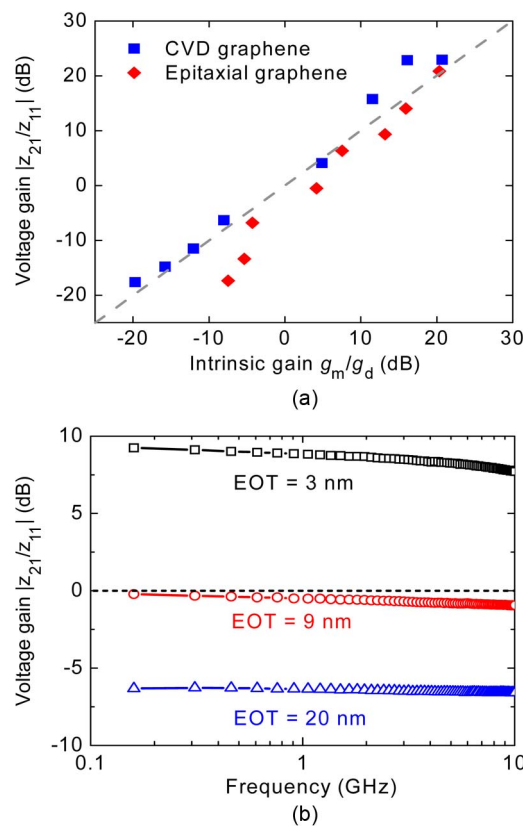 30
20
10
0
-10
-20
Voltage gain |z21/z11| (dB)
CVD graphene
Epitaxial graphene
-20 -10 0 10 20 30
Intrinsic gain gm/gd (dB)
(a)
10
5
0
-5
-10
Voltage gain |z21/z11| (dB)
EOT = 3 nm
EOT = 9 nm
EOT = 20 nm
0.1 1 10
Frequency (GHz)
(b)